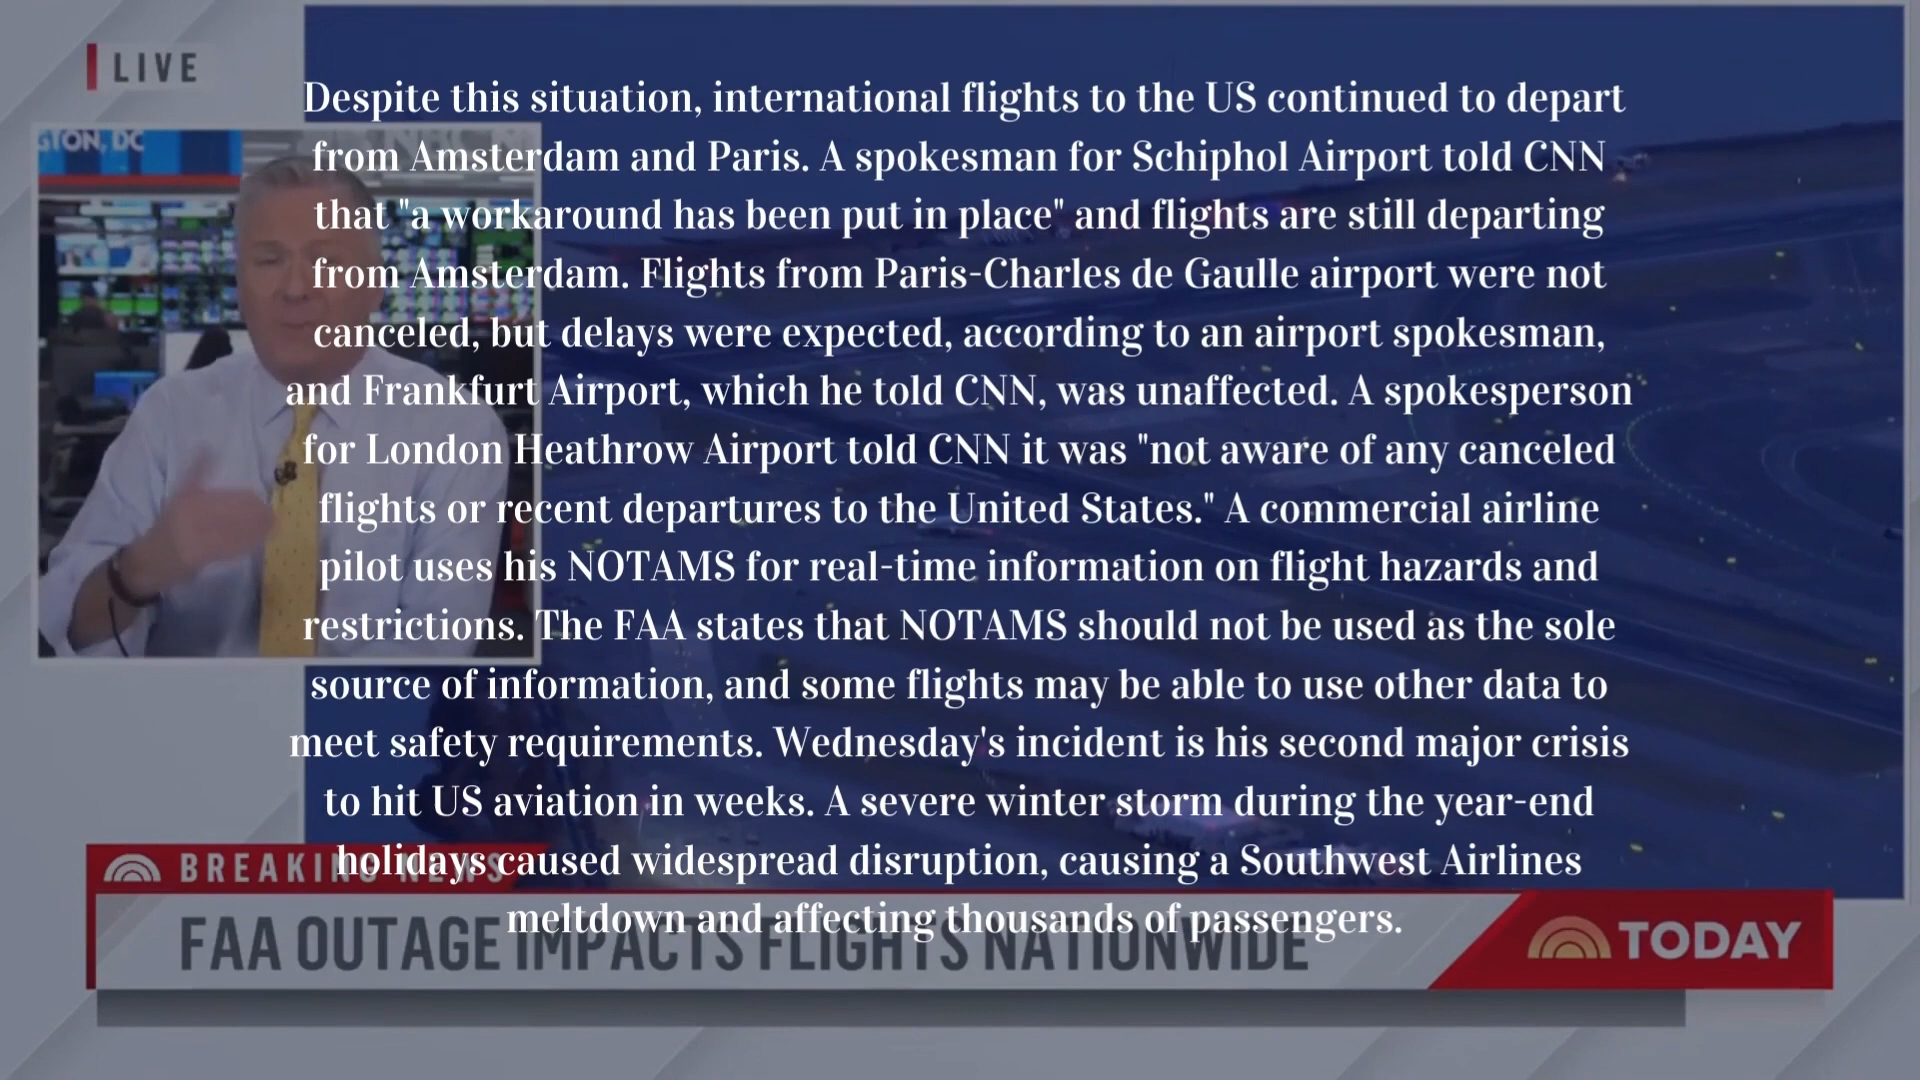 LIVE
GTON, DC
Despite this situation, international flights to the US continued to depart
from Amsterdam and Paris. A spokesman for Schiphol Airport told CNN
that "a workaround has been put in place" and flights are still departing
from Amsterdam. Flights from Paris-Charles de Gaulle airport were not
canceled, but delays were expected, according to an airport spokesman,
and Frankfurt Airport, which he told CNN, was unaffected. A spokesperson
for London Heathrow Airport told CNN it was "not aware of any canceled
flights or recent departures to the United States." A commercial airline
pilot uses his NOTAMS for real-time information on flight hazards and
restrictions. The FAA states that NOTAMS should not be used as the sole
source of information, and some flights may be able to use other data to
meet safety requirements. Wednesday's incident is his second major crisis
to hit US aviation in weeks. A severe winter storm during the year-end
holidays caused widespread disruption, causing a Southwest Airlines
meltdown and affecting thousands of passengers.
BREAKING NEWS
FAA OUTAGE IMPACTS FLIGHTS NATIONWIDE
TODAY